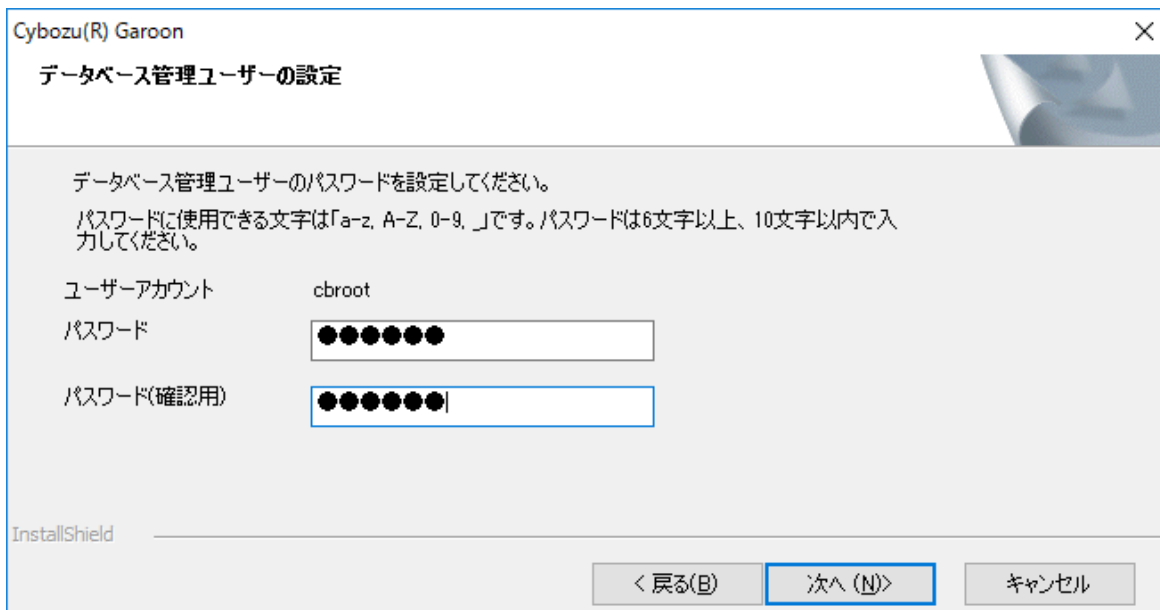 Cybozu(R) Garoon
データベース管理ユーザーの設定
データベース管理ユーザーのパスワードを設定してください。
パスワードに使用できる文字は「a-z, A-Z, 0-9, _」です。パスワードは6文字以上、10文字以内で入
力してください。
ユーザーアカウント cbroot
パスワード ●●●●●●
パスワード(確認用) ●●●●●●
InstallShield
< 戻る(B) 次へ (N)> キャンセル